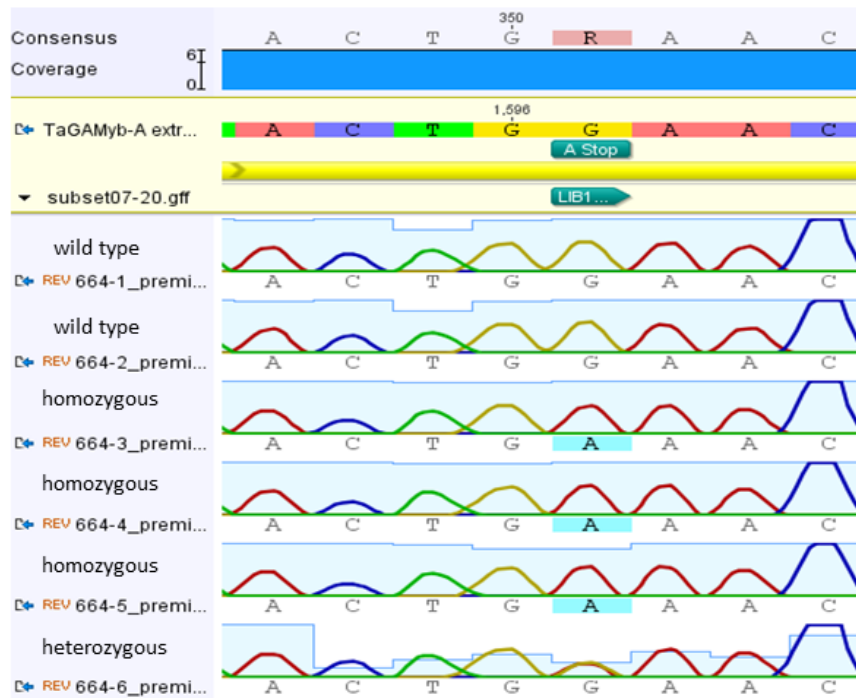 350
Consensus A C T G R A A C
Coverage 6 0
1,596
TaGAMyb-A extr... A C T G G A A C
A Stop
subset07-20.gff LIB1...
wild type
REV 664-1_premi... A C T G G A A C
wild type
REV 664-2_premi... A C T G G A A C
homozygous
REV 664-3_premi... A C T G A A A C
homozygous
REV 664-4_premi... A C T G A A A C
homozygous
REV 664-5_premi... A C T G A A A C
heterozygous
REV 664-6_premi... A C T G G A A C